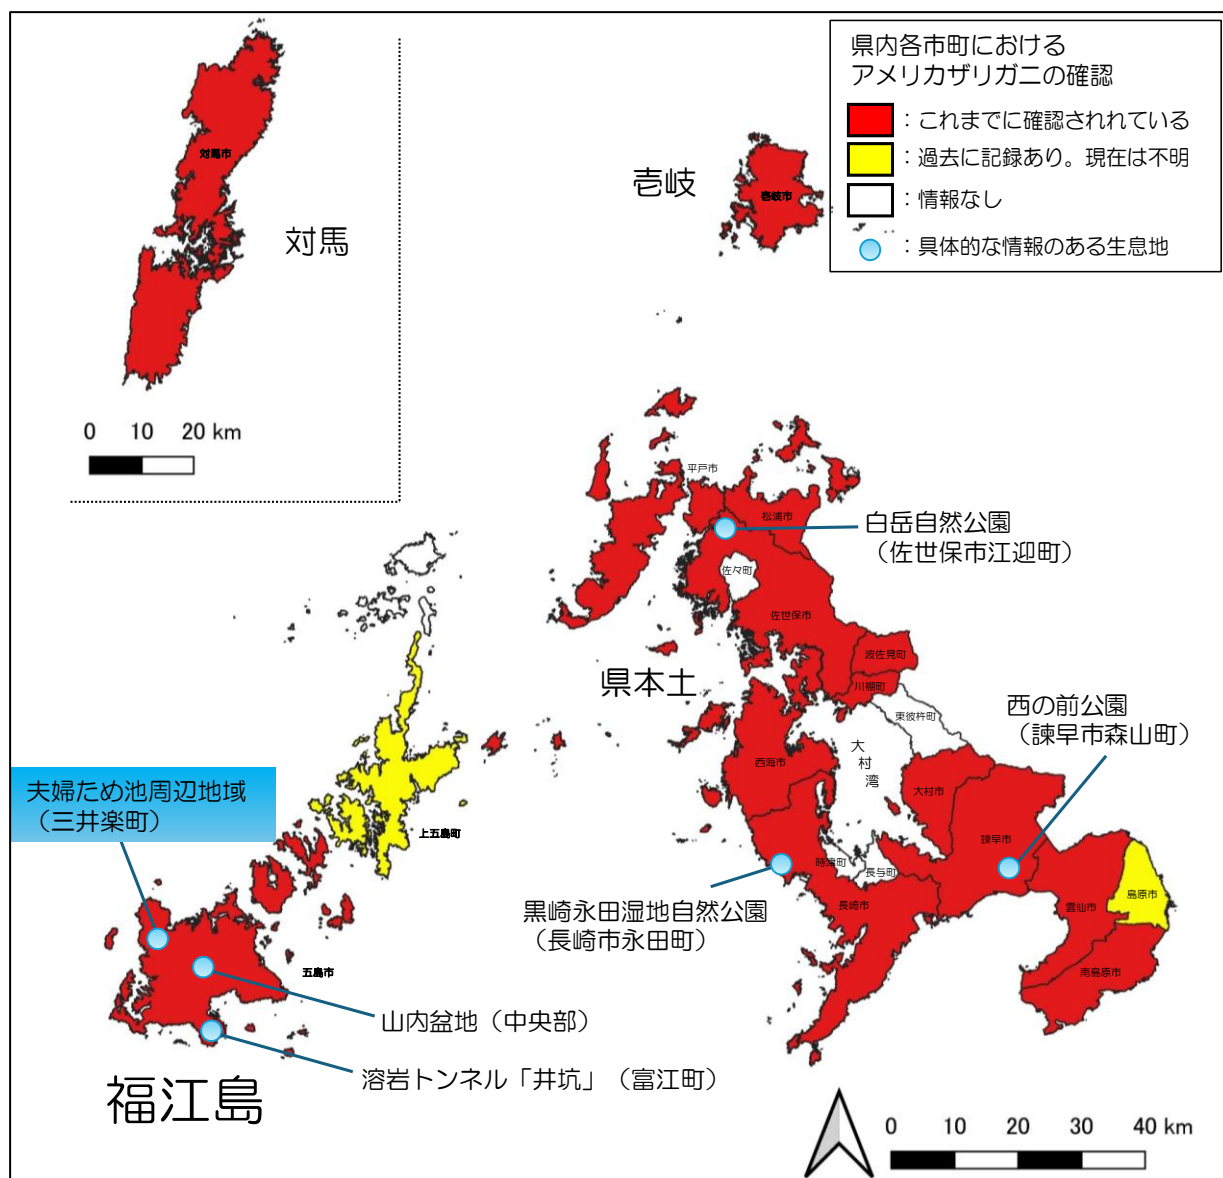 県内各市町における
アメリカザリガニの確認
：これまでに確認されれている
：過去に記録あり。現在は不明
：情報なし
：具体的な情報のある生息地
対馬市
対馬
0 10 20 km
壱岐
壱岐市
平戸市
松浦市
白岳自然公園
（佐世保市江迎町）
佐々町
佐世保市
波佐見町
川棚町
東彼杵町
県本土
西の前公園
（諫早市森山町）
大村湾
西海市
大村市
夫婦ため池周辺地域
（三井楽町）
上五島町
諫早市
時津町
長与町
島原市
雲仙市
長崎市
黒崎永田湿地自然公園
（長崎市永田町）
南島原市
五島市
山内盆地（中央部）
溶岩トンネル「井坑」（富江町）
福江島
0 10 20 30 40 km